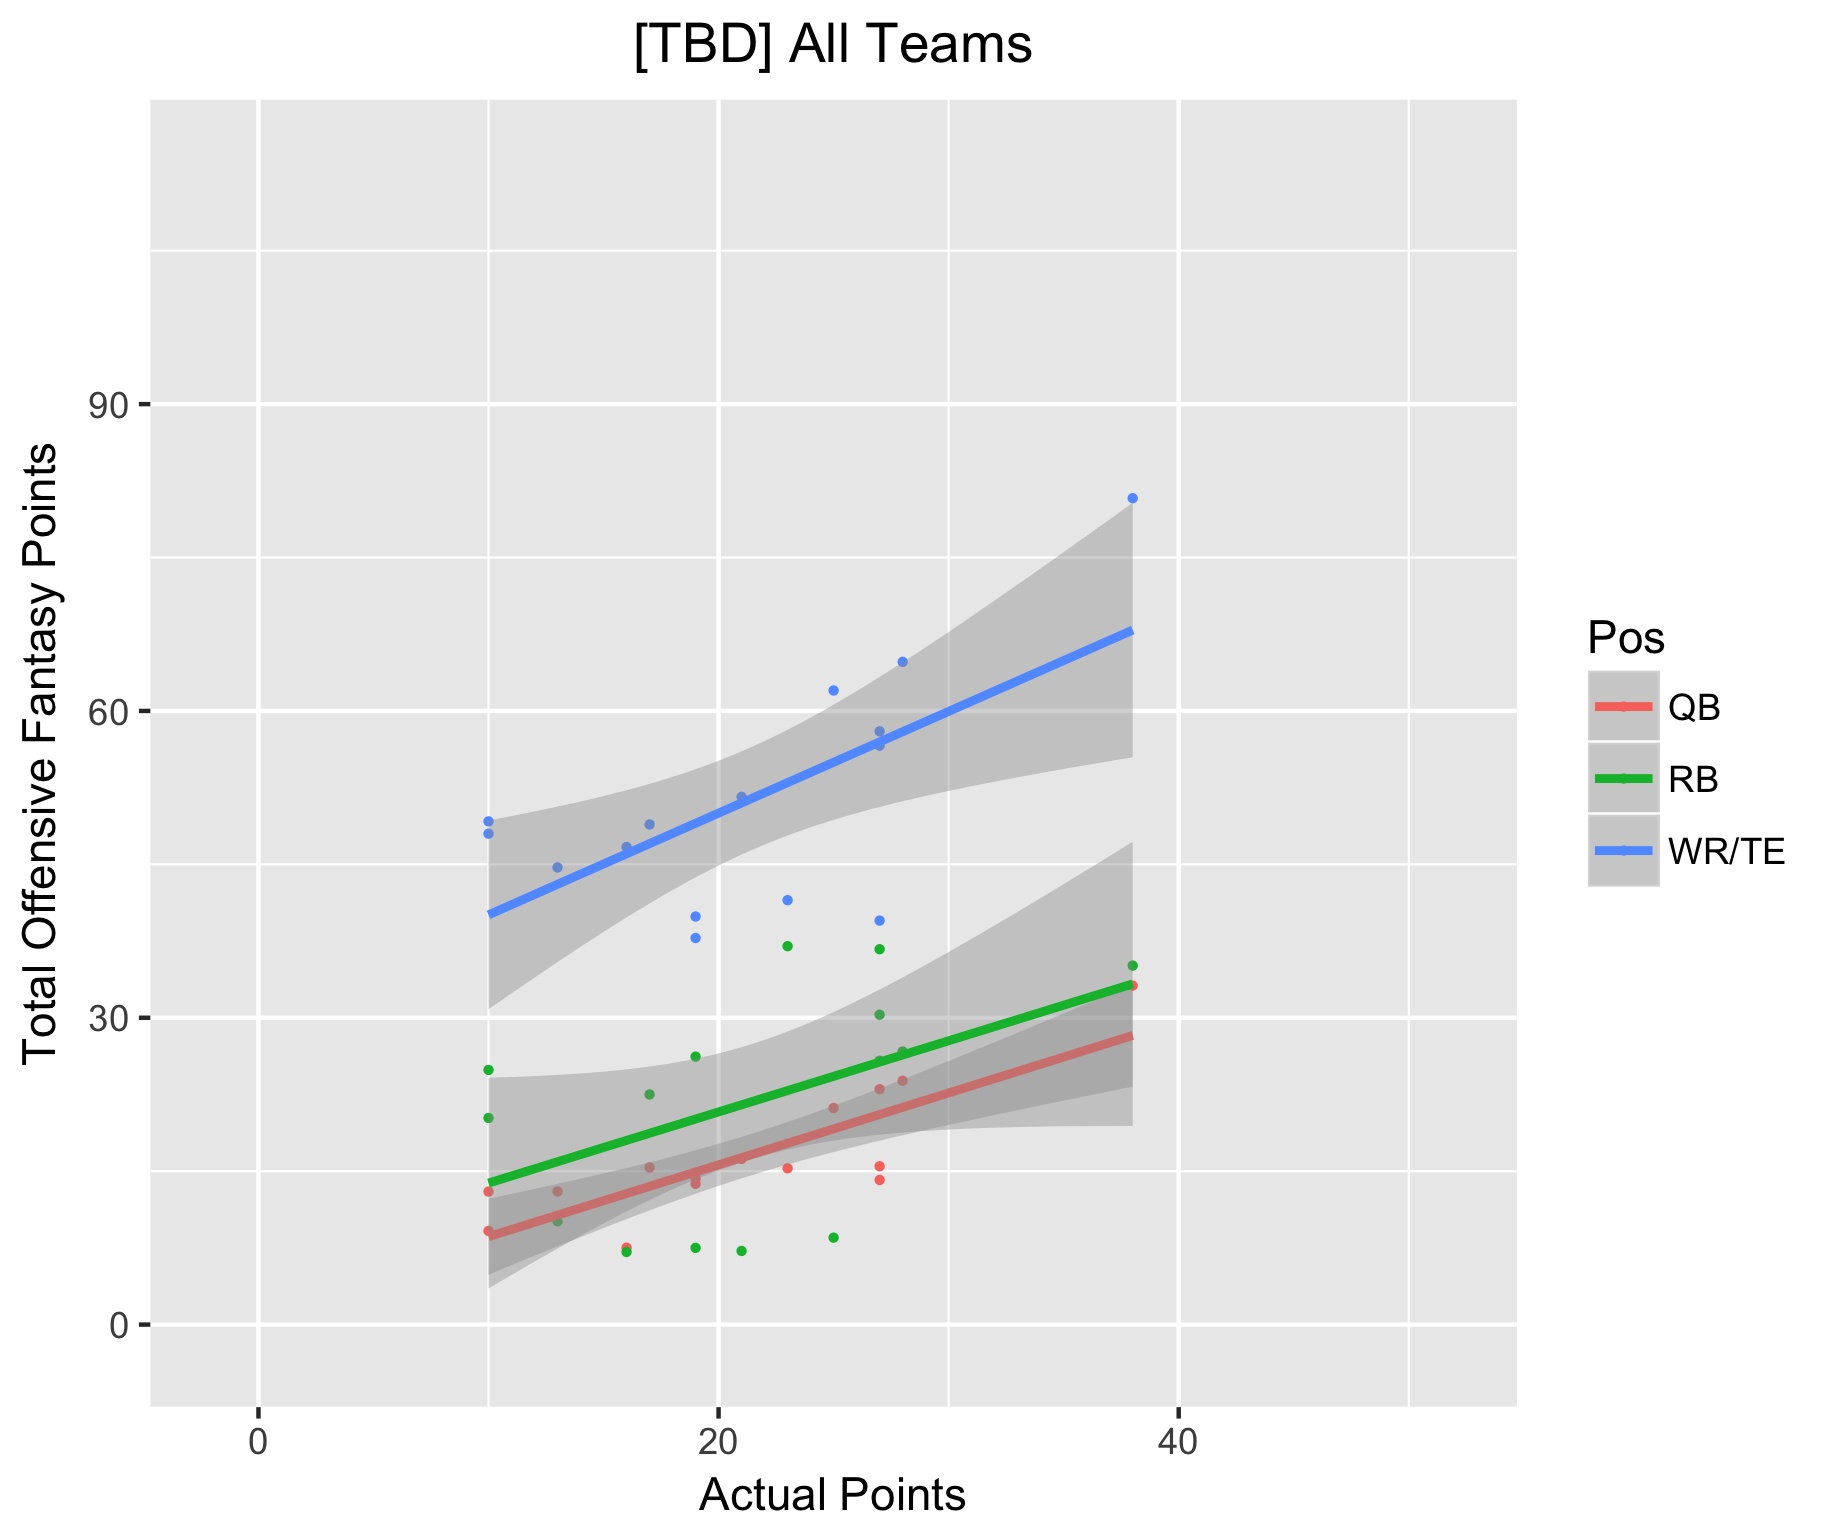 [TBD] All Teams
Total Offensive Fantasy Points
90
60
30
0
0
20
40
Actual Points
Pos
QB
RB
WR/TE